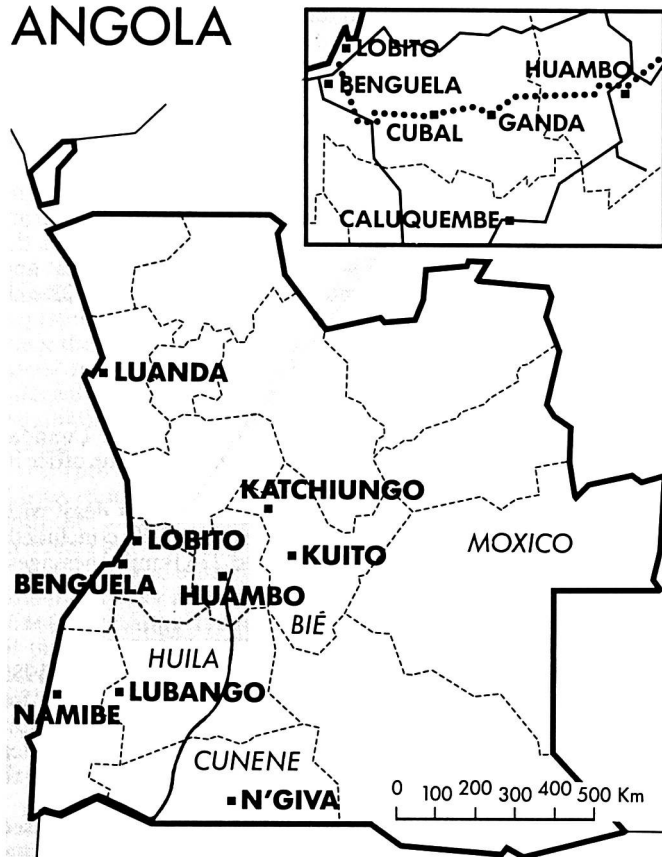 ANGOLA
LOBITO
BENGUELA
HUAMBO
CUBAL
GANDA
CALUQUEMBE
LUANDA
KATCHIUNGO
LOBITO
KUITO
MOXICO
BENGUELA
HUAMBO
BIÉ
HUILA
LUBANGO
NAMIBE
CUNENE
N'GIVA
0 100 200 300 400 500 Km